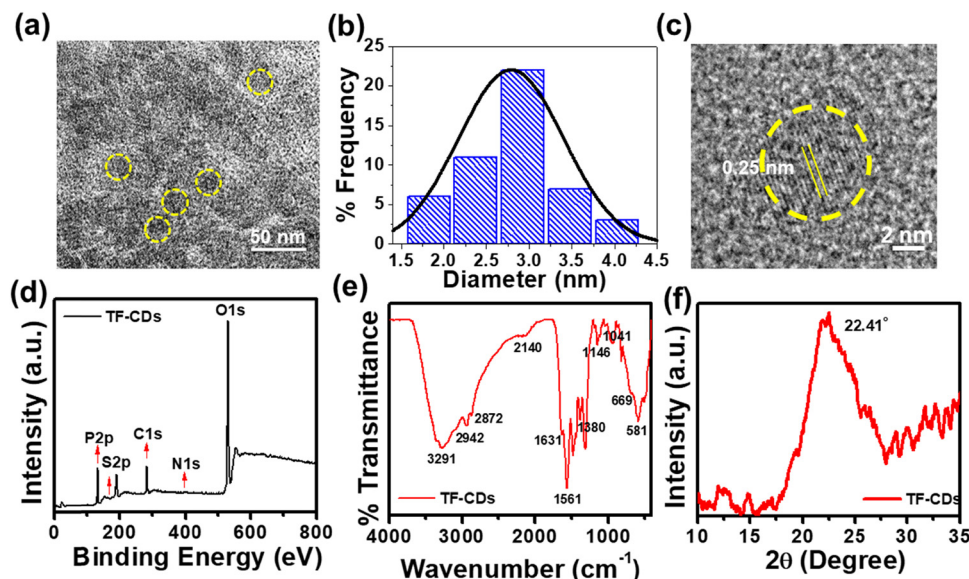 (a)
50 nm
(b)
% Frequency
25
20
15
10
5
0
1.5 2.0 2.5 3.0 3.5 4.0 4.5
Diameter (nm)
(c)
0.25 nm
2 nm
(d)
Intensity (a.u.)
TF-CDs
O1s
P2p
S2p
C1s
N1s
0 200 400 600 800
Binding Energy (eV)
(e)
% Transmittance
2140
1146
1041
2872
2942
3291
1631
1561
1380
669
581
TF-CDs
4000 3000 2000 1000
Wavenumber (cm⁻¹)
(f)
Intensity (a.u.)
22.41°
TF-CDs
10 15 20 25 30 35
2θ (Degree)